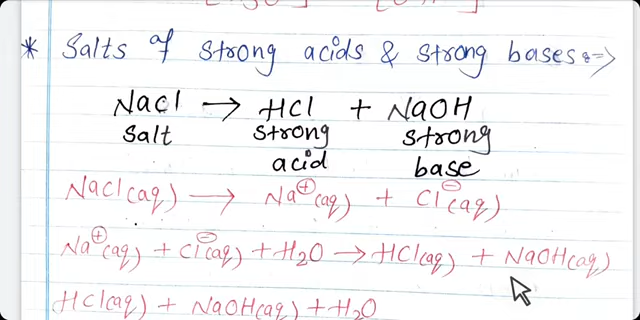 * Salts of strong acids & strong bases :⇒
NaCl → HCl + NaOH
Salt Strong acid Strong base
NaCl(aq) → Na⊕(aq) + Cl⊖(aq)
Na⊕(aq) + Cl⊖(aq) + H2O → HCl(aq) + NaOH(aq)
HCl(aq) + NaOH(aq) + H2O